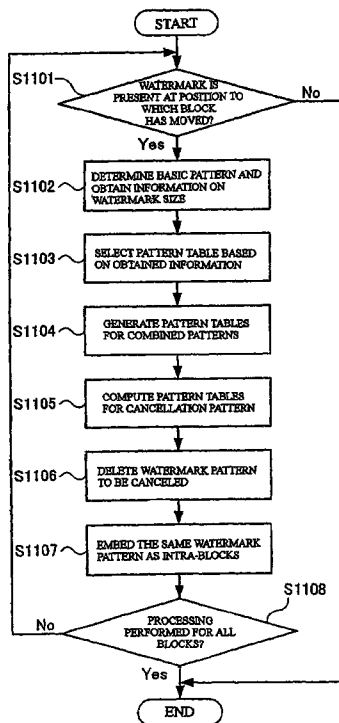 START
S1101
WATERMARK IS
PRESENT AT POSITION TO
WHICH BLOCK
HAS MOVED?
No
Yes
S1102
DETERMINE BASIC PATTERN AND
OBTAIN INFORMATION ON
WATERMARK SIZE
S1103
SELECT PATTERN TABLE BASED
ON OBTAINED INFORMATION
S1104
GENERATE PATTERN TABLES
FOR COMBINED PATTERNS
S1105
COMPUTE PATTERN TABLES
FOR CANCELLATION PATTERN
S1106
DELETE WATERMARK PATTERN
TO BE CANCELED
S1107
EMBED THE SAME WATERMARK
PATTERN AS INTRA-BLOCKS
S1108
No
PROCESSING
PERFORMED FOR ALL
BLOCKS?
Yes
END